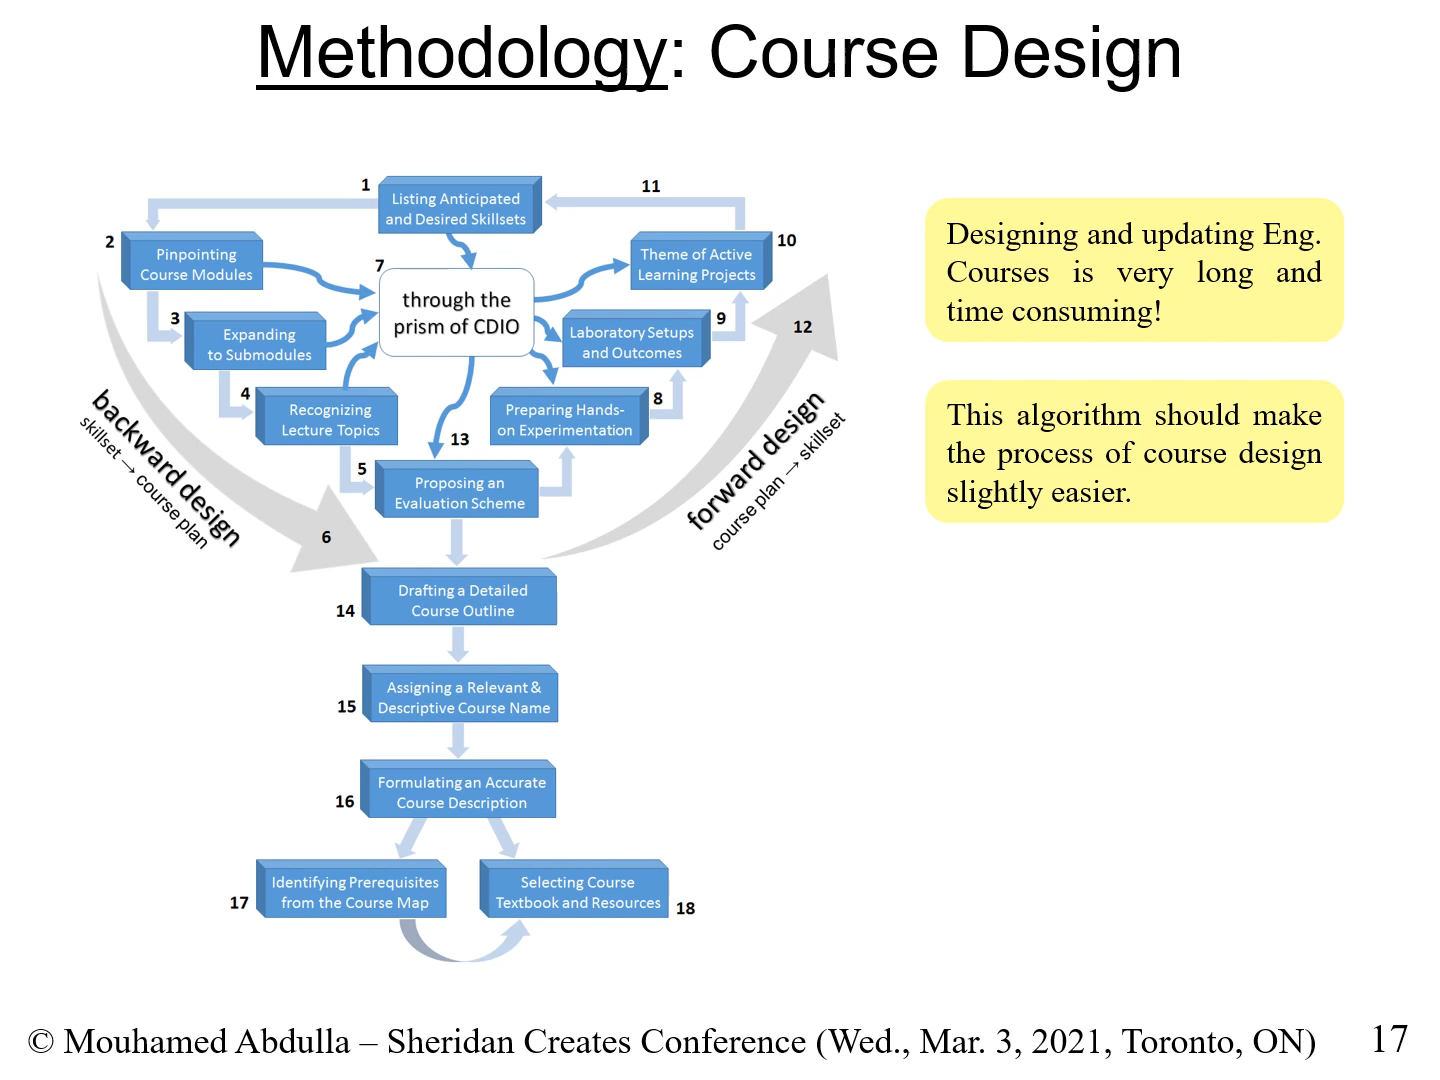 Methodology: Course Design
1
Listing Anticipated
and Desired Skillsets
11
2
Pinpointing
Course Modules
7
through the
prism of CDIO
Theme of Active
Learning Projects
10
3
Expanding
to Submodules
Laboratory Setups
and Outcomes
9
12
4
Recognizing
Lecture Topics
Preparing Hands-
on Experimentation
8
13
5
Proposing an
Evaluation Scheme
backward design
skillset → course plan
6
forward design
course plan → skillset
14
Drafting a Detailed
Course Outline
15
Assigning a Relevant &
Descriptive Course Name
16
Formulating an Accurate
Course Description
17
Identifying Prerequisites
from the Course Map
Selecting Course
Textbook and Resources
18
Designing and updating Eng.
Courses is very long and
time consuming!
This algorithm should make
the process of course design
slightly easier.
© Mouhamed Abdulla – Sheridan Creates Conference (Wed., Mar. 3, 2021, Toronto, ON)
17